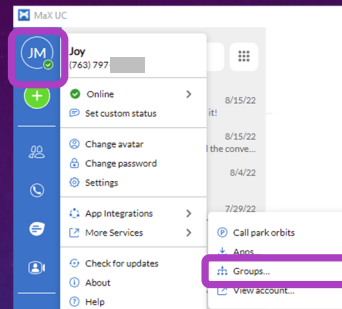 MaX UC
JM
Joy
(763) 797-
Online
8/15/22
Set custom status
it!
Change avatar
8/15/22
the conve...
Change password
8/4/22
Settings
7/29/22
App Integrations
More Services
Call park orbits
Apps
Check for updates
Groups...
About
View account...
Help